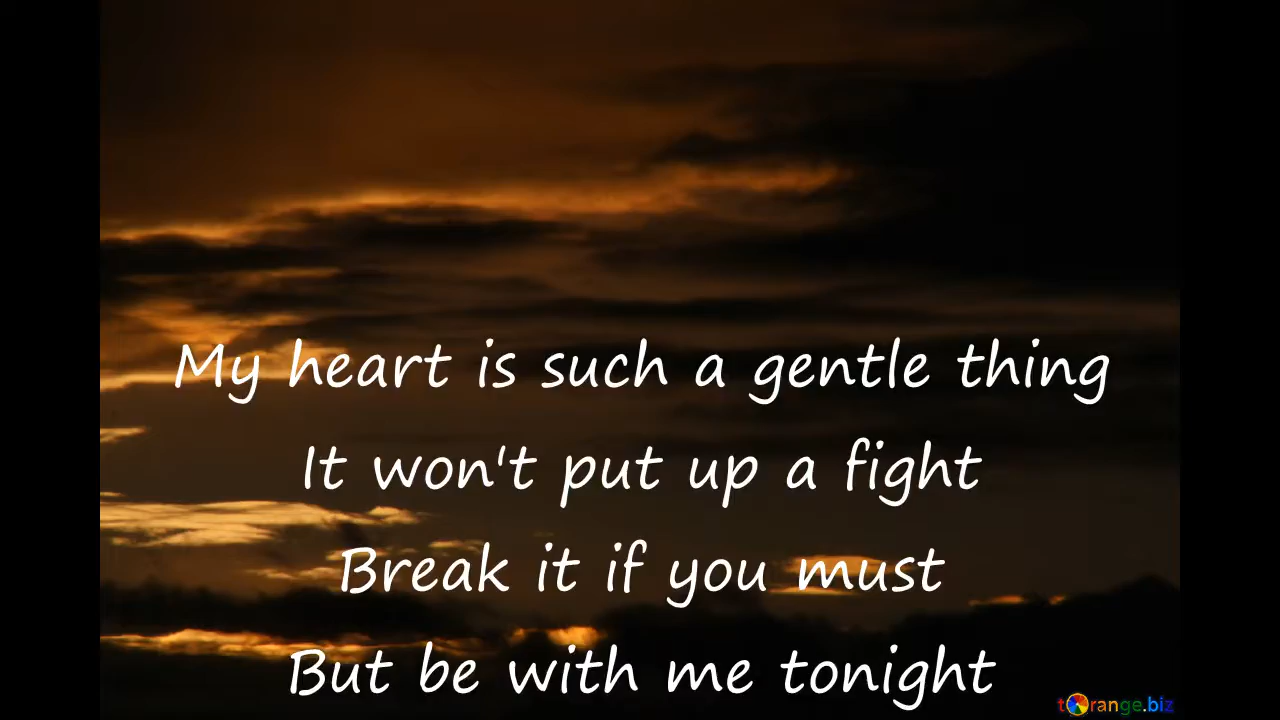 My heart is such a gentle thing
It won't put up a fight
Break it if you must
But be with me tonight
torange.biz